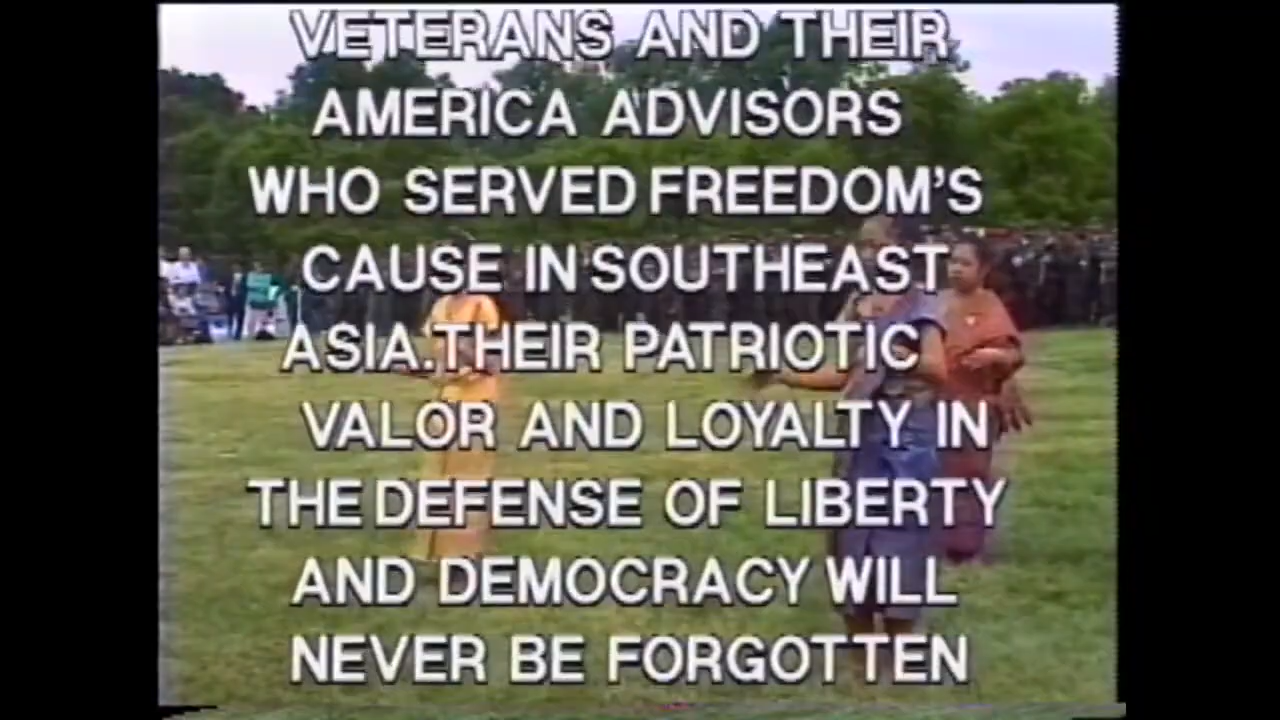 VETERANS AND THEIR
AMERICA ADVISORS
WHO SERVED FREEDOM'S
CAUSE IN SOUTHEAST
ASIA.THEIR PATRIOTIC
VALOR AND LOYALTY IN
THE DEFENSE OF LIBERTY
AND DEMOCRACY WILL
NEVER BE FORGOTTEN